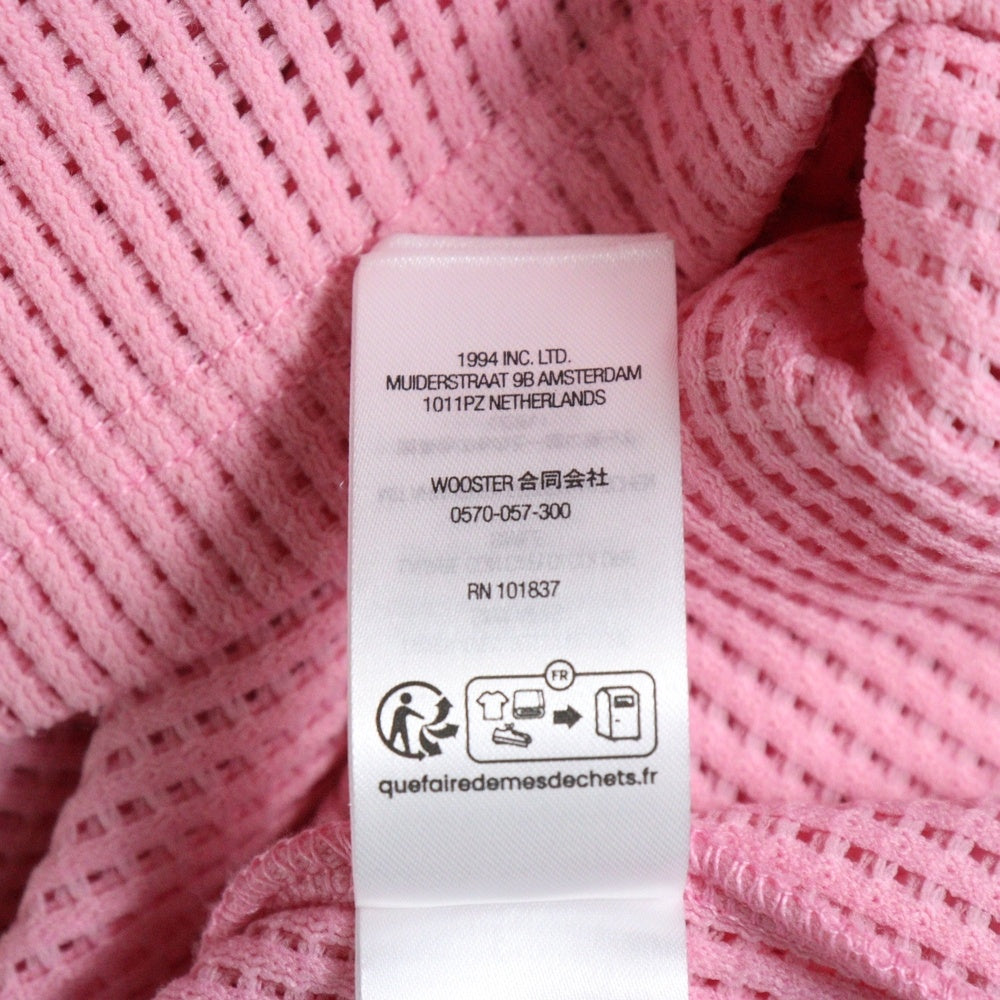 1994 INC. LTD.
MUIDERSTRAAT 9B AMSTERDAM
1011PZ NETHERLANDS
WOOSTER 合同会社
0570-057-300
RN 101837
FR
quefairedemesdechets.fr